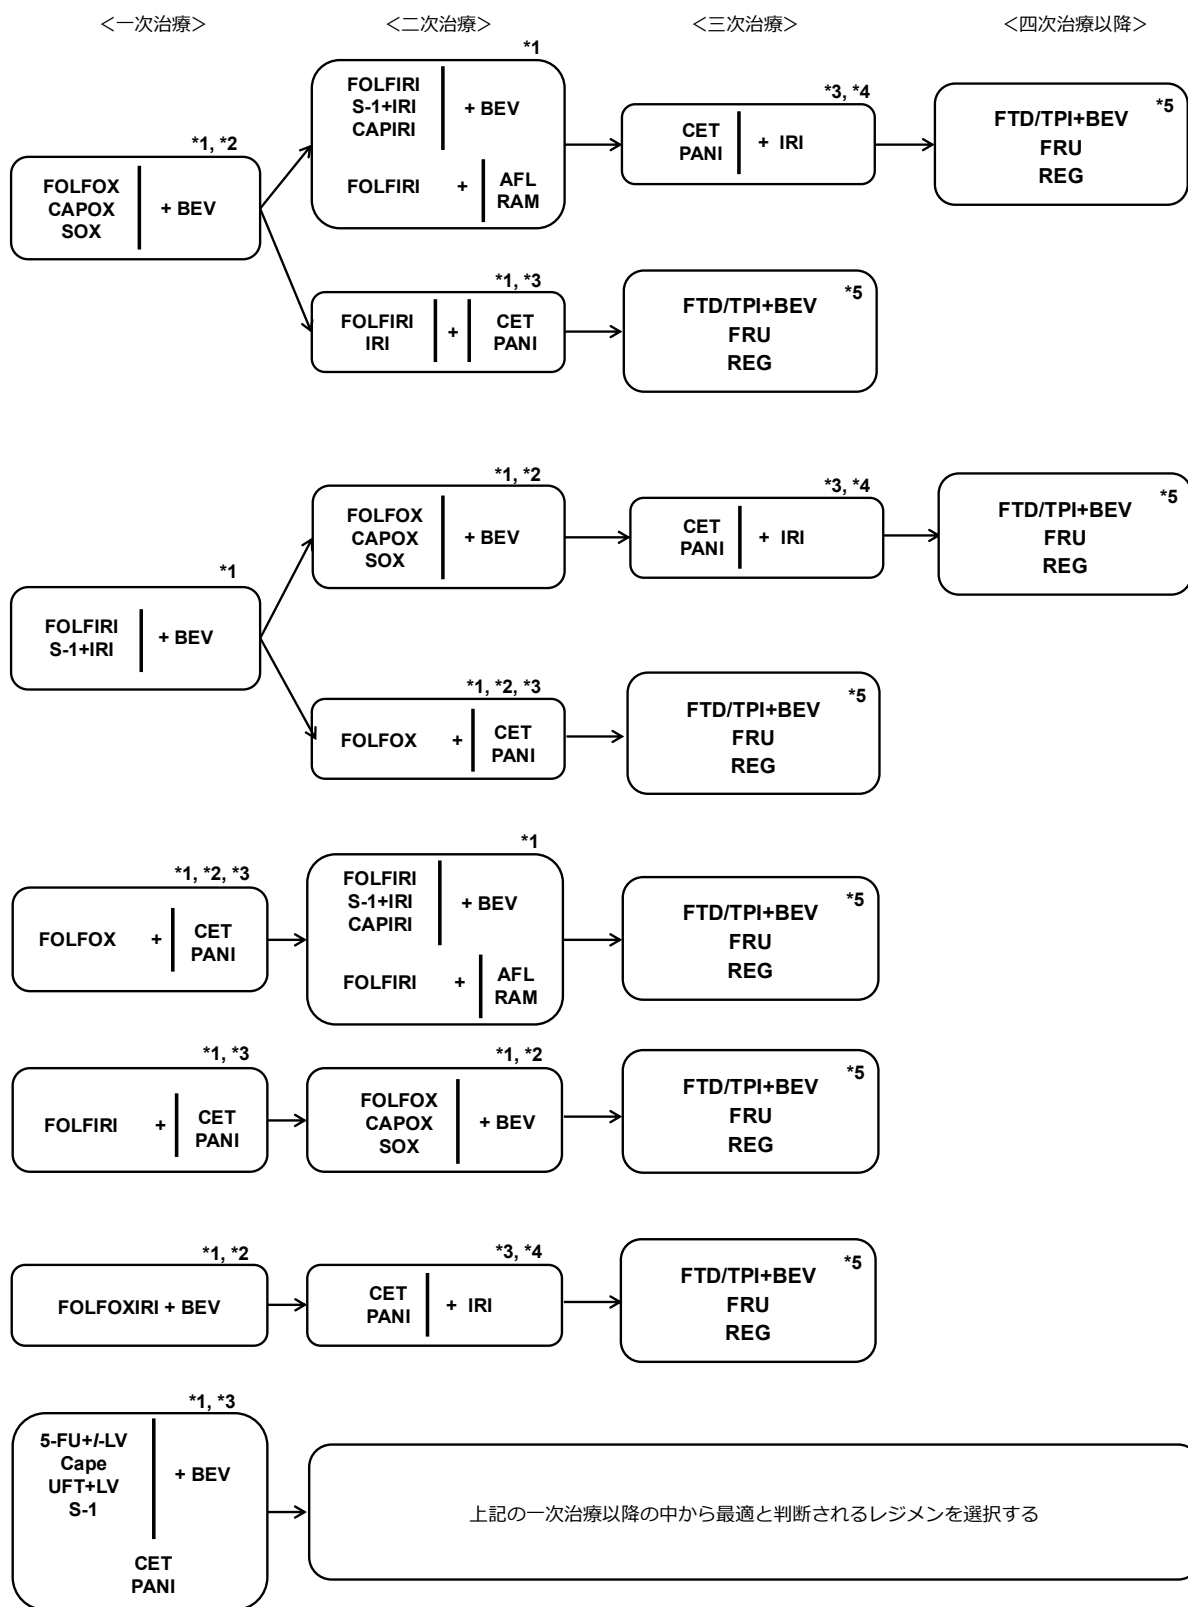 <一次治療>
<二次治療>
<三次治療>
<四次治療以降>
*1, *2
FOLFOX
CAPOX
SOX
+ BEV
*1
FOLFIRI
S-1+IRI
CAPIRI
+ BEV
FOLFIRI + AFL
RAM
*3, *4
CET
PANI
+ IRI
*5
FTD/TPI+BEV
FRU
REG
*1, *3
FOLFIRI
IRI
+
CET
PANI
*5
FTD/TPI+BEV
FRU
REG
*1
FOLFIRI
S-1+IRI
+ BEV
*1, *2
FOLFOX
CAPOX
SOX
+ BEV
*3, *4
CET
PANI
+ IRI
*5
FTD/TPI+BEV
FRU
REG
*1, *2, *3
FOLFOX +
CET
PANI
*5
FTD/TPI+BEV
FRU
REG
*1, *2, *3
FOLFOX +
CET
PANI
*1
FOLFIRI
S-1+IRI
CAPIRI
+ BEV
FOLFIRI + AFL
RAM
*5
FTD/TPI+BEV
FRU
REG
*1, *3
FOLFIRI +
CET
PANI
*1, *2
FOLFOX
CAPOX
SOX
+ BEV
*5
FTD/TPI+BEV
FRU
REG
*1, *2
FOLFOXIRI + BEV
*3, *4
CET
PANI
+ IRI
*5
FTD/TPI+BEV
FRU
REG
*1, *3
5-FU+/-LV
Cape
UFT+LV
S-1
+ BEV
CET
PANI
上記の一次治療以降の中から最適と判断されるレジメンを選択する